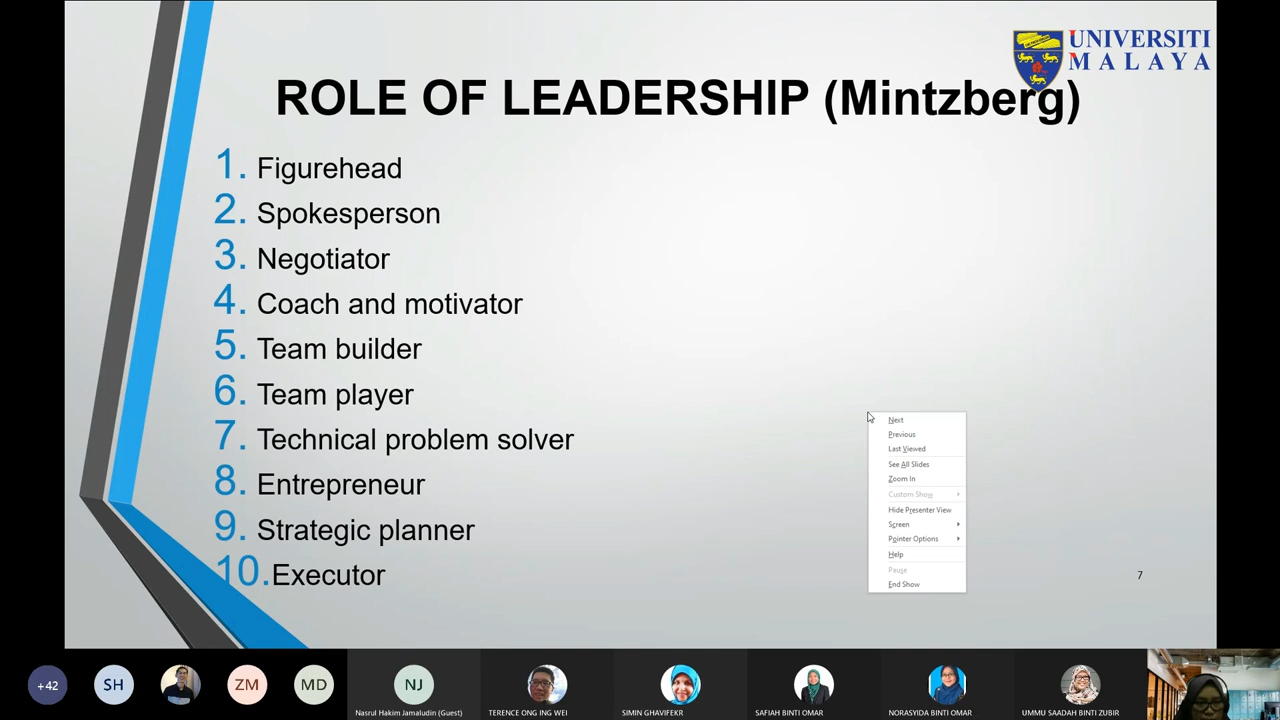 UNIVERSITI
MALAYA
ROLE OF LEADERSHIP (Mintzberg)
1. Figurehead
2. Spokesperson
3. Negotiator
4. Coach and motivator
5. Team builder
6. Team player
7. Technical problem solver
8. Entrepreneur
9. Strategic planner
10. Executor
Next
Previous
Last Viewed
See All Slides
Zoom In
Custom Show
Hide Presenter View
Screen
Pointer Options
Help
Pause
End Show
7
+42
SH
ZM
MD
NJ
Nasrul Hakim Jamaludin (Guest)
TERENCE ONG ING WEI
SIMIN GHAVIFEKR
SAFIAH BINTI OMAR
NORASYIDA BINTI OMAR
UMMU SAADAH BINTI ZUBIR